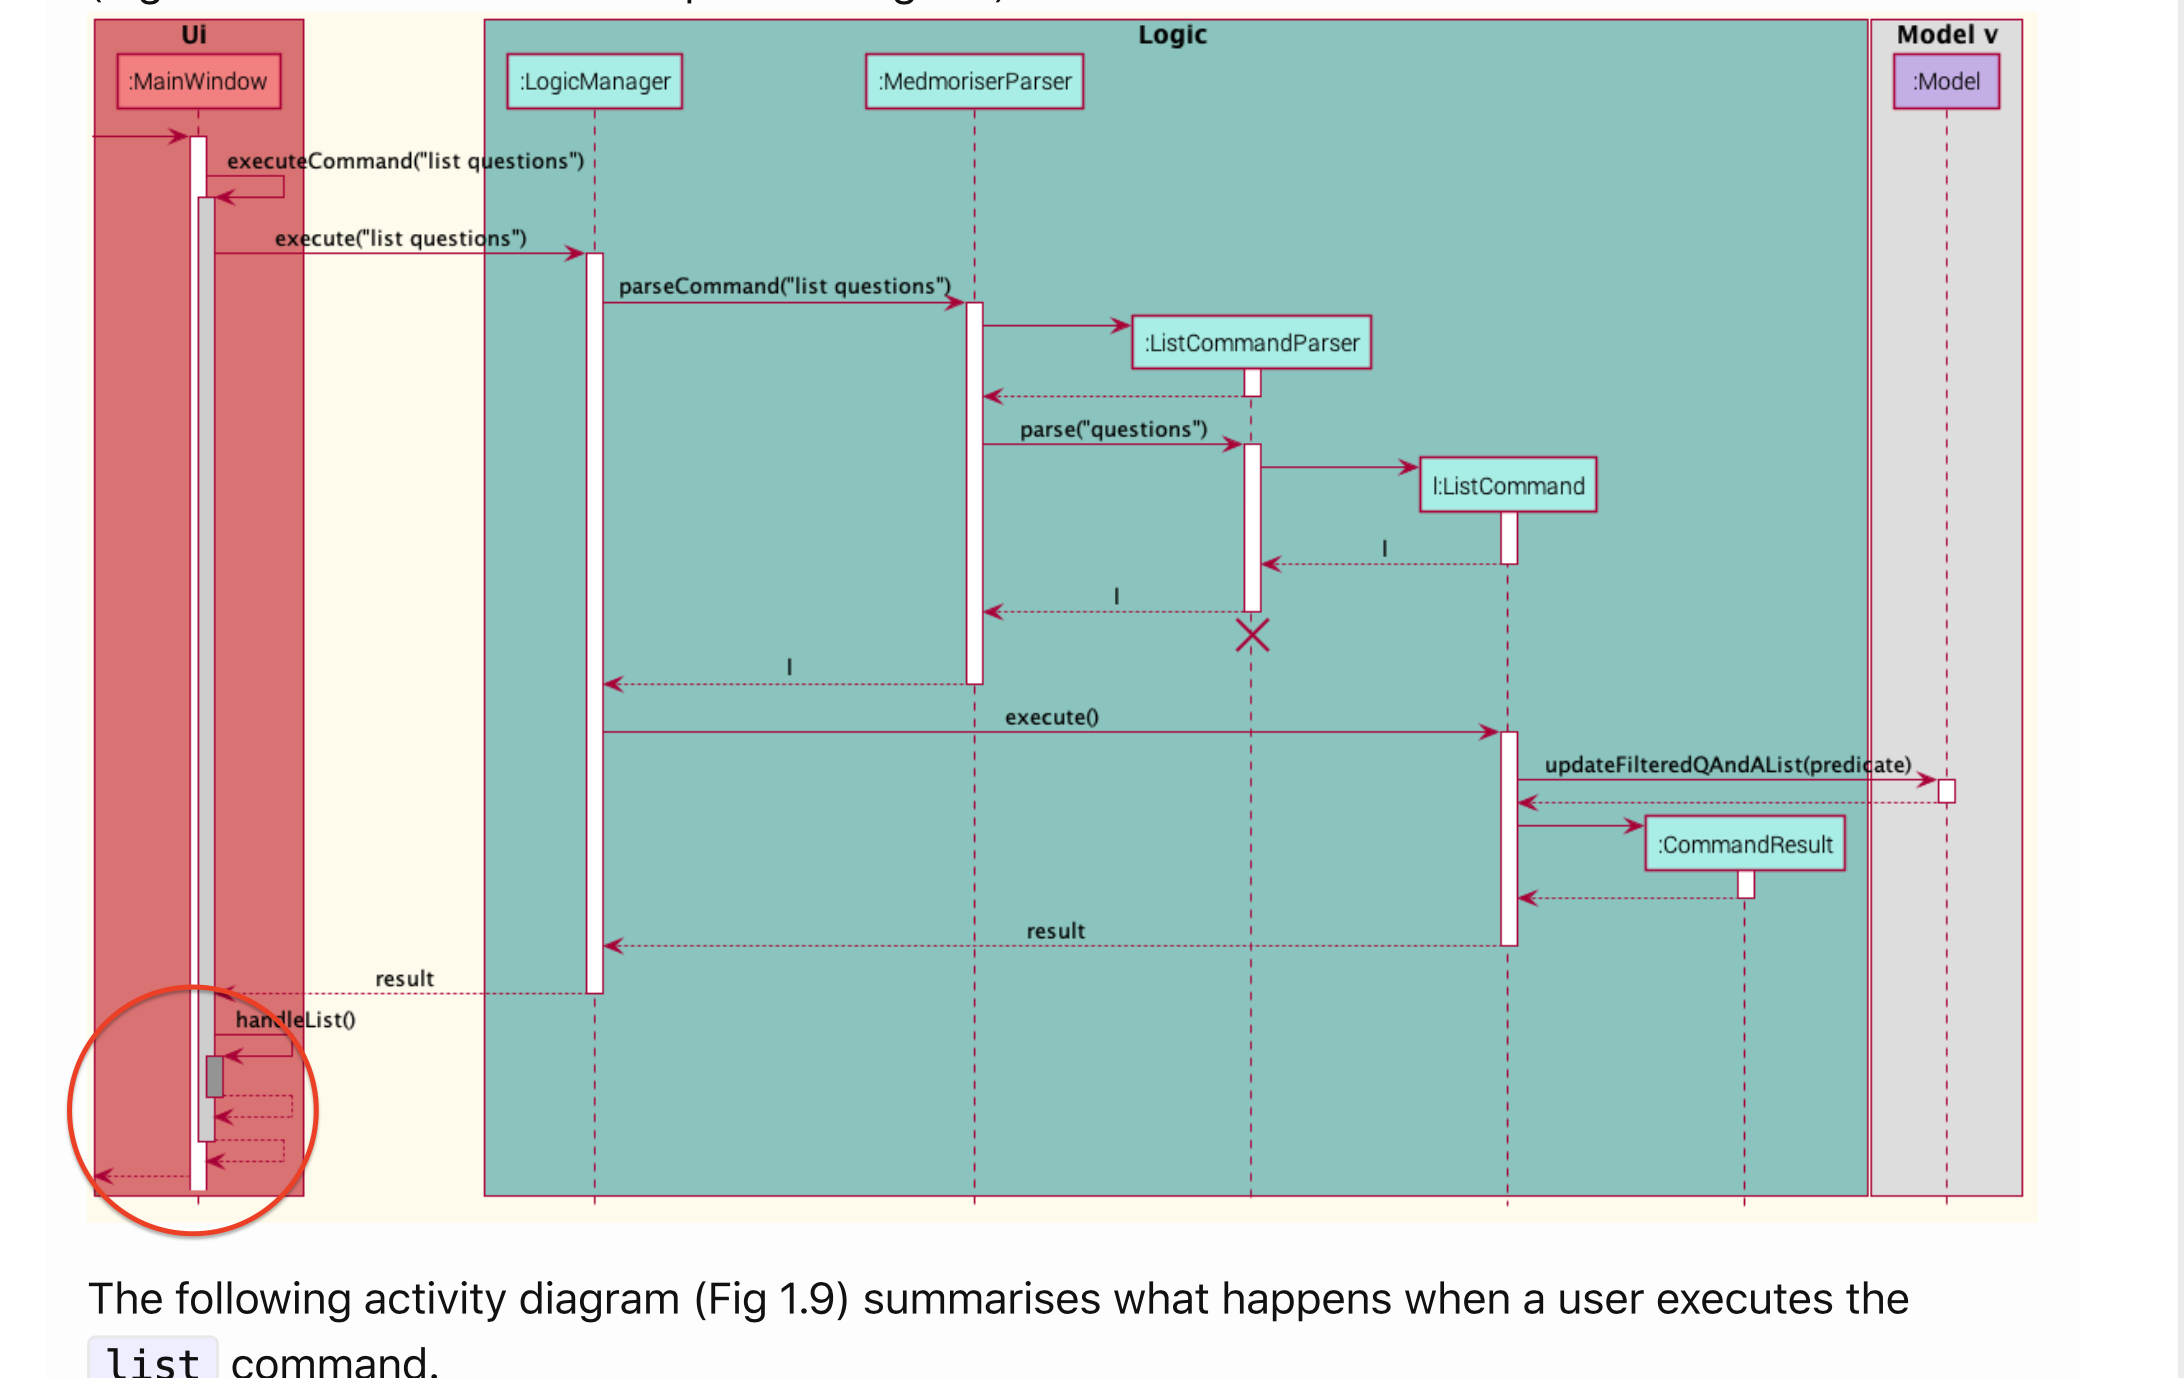 Ui
Logic
Model v
:MainWindow
:LogicManager
:MedmoriserParser
:Model
executeCommand("list questions")
execute("list questions")
parseCommand("list questions")
:ListCommandParser
parse("questions")
l:ListCommand
l
l
l
execute()
updateFilteredQAndAList(predicate)
:CommandResult
result
result
handleList()
The following activity diagram (Fig 1.9) summarises what happens when a user executes the
list command.